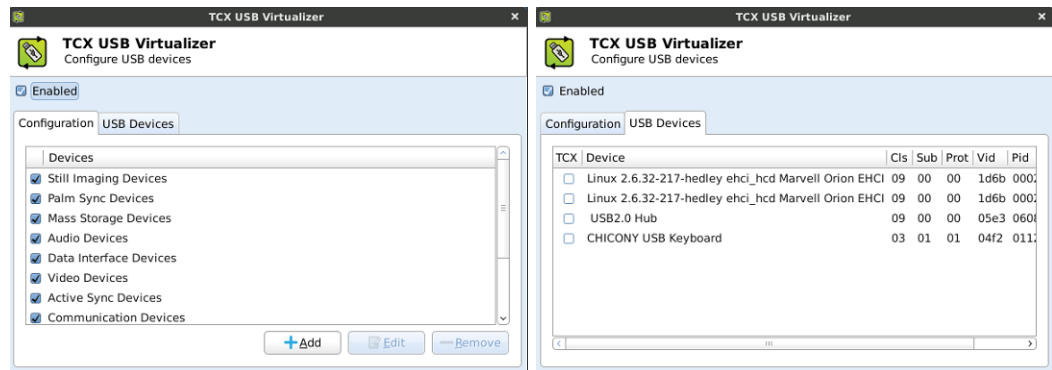 TCX USB Virtualizer
TCX USB Virtualizer
Configure USB devices
Enabled
Configuration USB Devices
Devices
Still Imaging Devices
Palm Sync Devices
Mass Storage Devices
Audio Devices
Data Interface Devices
Video Devices
Active Sync Devices
Communication Devices
Add Edit Remove
TCX USB Virtualizer
TCX USB Virtualizer
Configure USB devices
Enabled
Configuration USB Devices
TCX Device Cls Sub Prot Vid Pid
Linux 2.6.32-217-hedley ehci_hcd Marvell Orion EHCI 09 00 00 1d6b 0002
Linux 2.6.32-217-hedley ehci_hcd Marvell Orion EHCI 09 00 00 1d6b 0002
USB2.0 Hub 09 00 00 05e3 0608
CHICONY USB Keyboard 03 01 01 04f2 0112